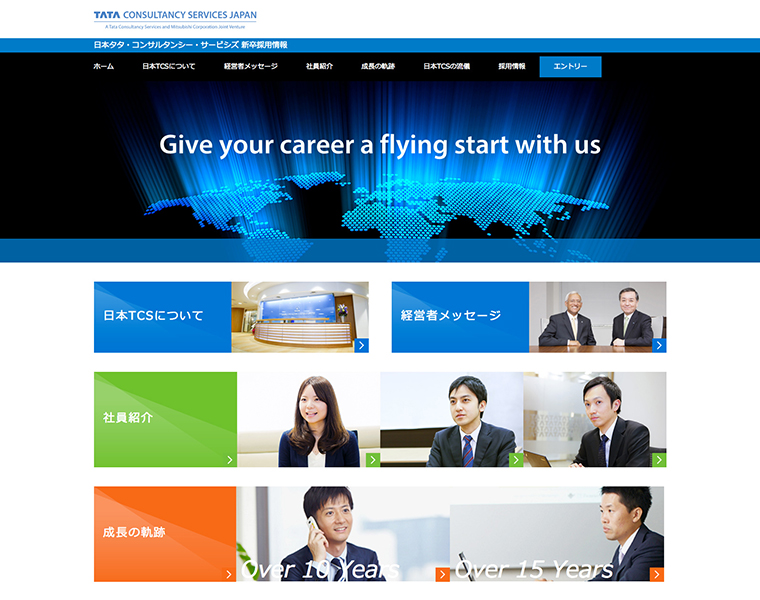 TATA CONSULTANCY SERVICES JAPAN
A Tata Consultancy Services and Mitsubishi Corporation Joint Venture
日本タタ・コンサルタンシー・サービシズ 新卒採用情報
ホーム 日本TCSについて 経営者メッセージ 社員紹介 成長の軌跡 日本TCSの流儀 採用情報 エントリー
Give your career a flying start with us
日本TCSについて
経営者メッセージ
社員紹介
成長の軌跡
Over 10 Years
Over 15 Years